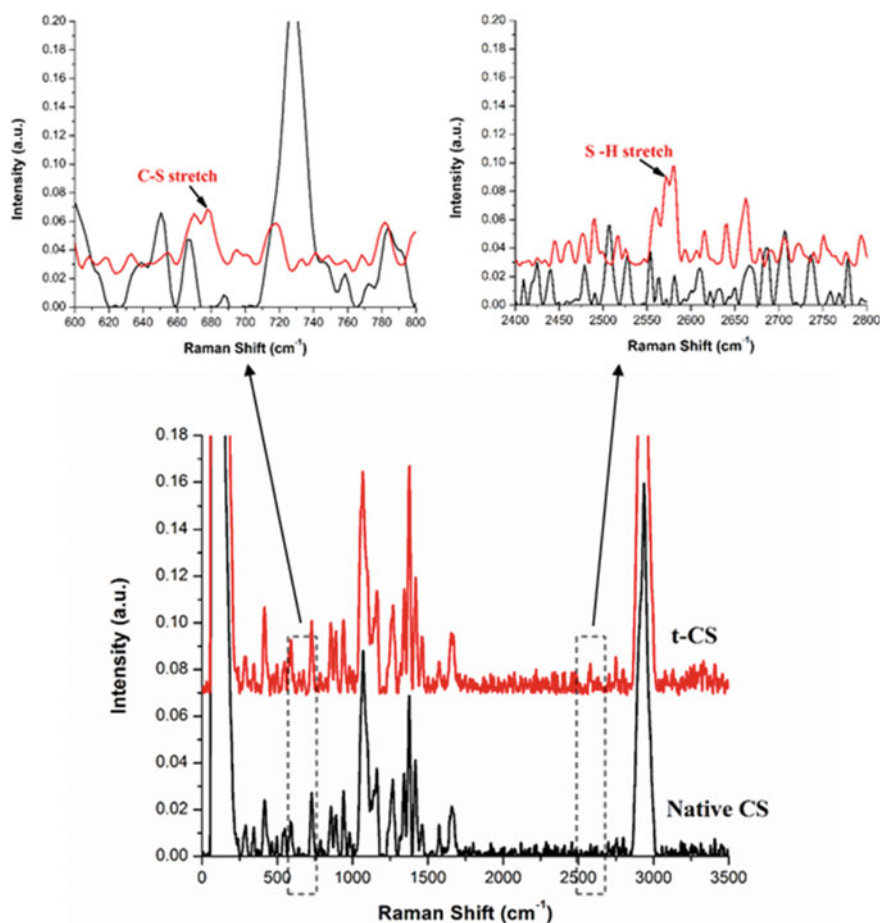 0.20
0.18
0.16
0.14
0.12
0.10
0.08
0.06
0.04
0.02
0.00
Intensity (a.u.)
C-S stretch
600 620 640 660 680 700 720 740 760 780 800
Raman Shift (cm-1)
0.20
0.18
0.16
0.14
0.12
0.10
0.08
0.06
0.04
0.02
0.00
Intensity (a.u.)
S -H stretch
2400 2450 2500 2550 2600 2650 2700 2750 2800
Raman Shift (cm-1)
0.18
0.16
0.14
0.12
0.10
0.08
0.06
0.04
0.02
0.00
Intensity (a.u.)
t-CS
Native CS
0 500 1000 1500 2000 2500 3000 3500
Raman Shift (cm-1)